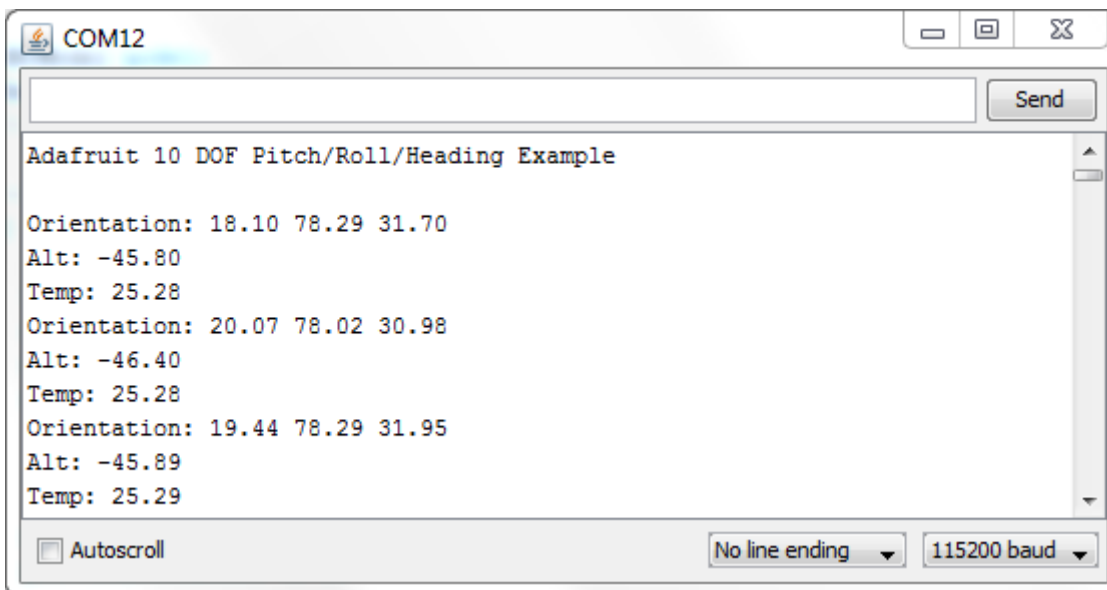 COM12
Send
Adafruit 10 DOF Pitch/Roll/Heading Example
Orientation: 18.10 78.29 31.70
Alt: -45.80
Temp: 25.28
Orientation: 20.07 78.02 30.98
Alt: -46.40
Temp: 25.28
Orientation: 19.44 78.29 31.95
Alt: -45.89
Temp: 25.29
Autoscroll No line ending 115200 baud